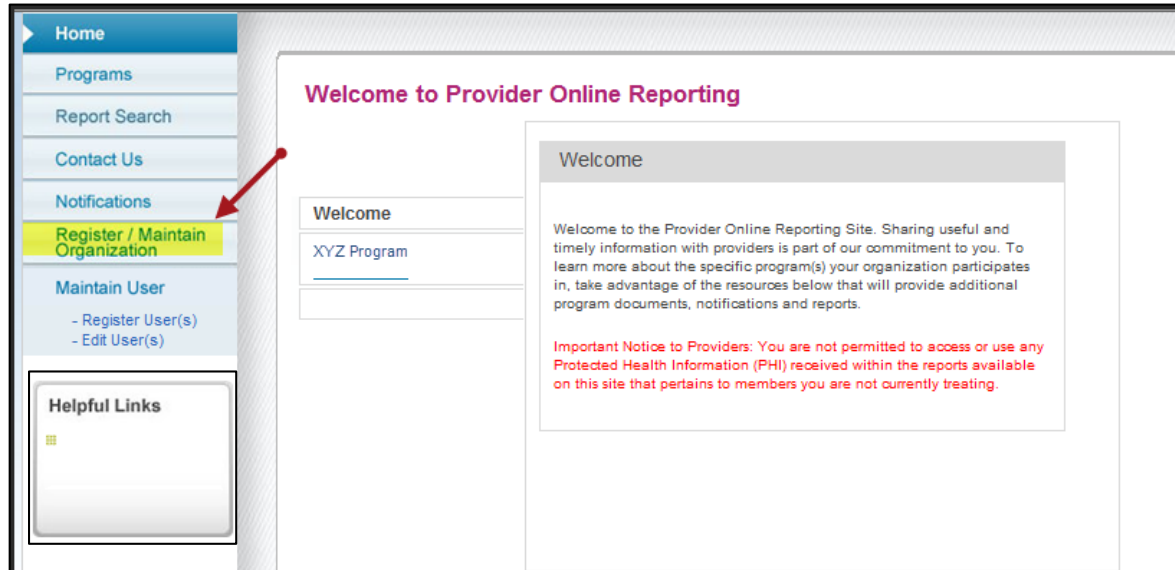 Home
Programs
Report Search
Contact Us
Notifications
Register / Maintain
Organization
Maintain User
- Register User(s)
- Edit User(s)
Helpful Links
Welcome to Provider Online Reporting
Welcome
XYZ Program
Welcome
Welcome to the Provider Online Reporting Site. Sharing useful and
timely information with providers is part of our commitment to you. To
learn more about the specific program(s) your organization participates
in, take advantage of the resources below that will provide additional
program documents, notifications and reports.
Important Notice to Providers: You are not permitted to access or use any
Protected Health Information (PHI) received within the reports available
on this site that pertains to members you are not currently treating.